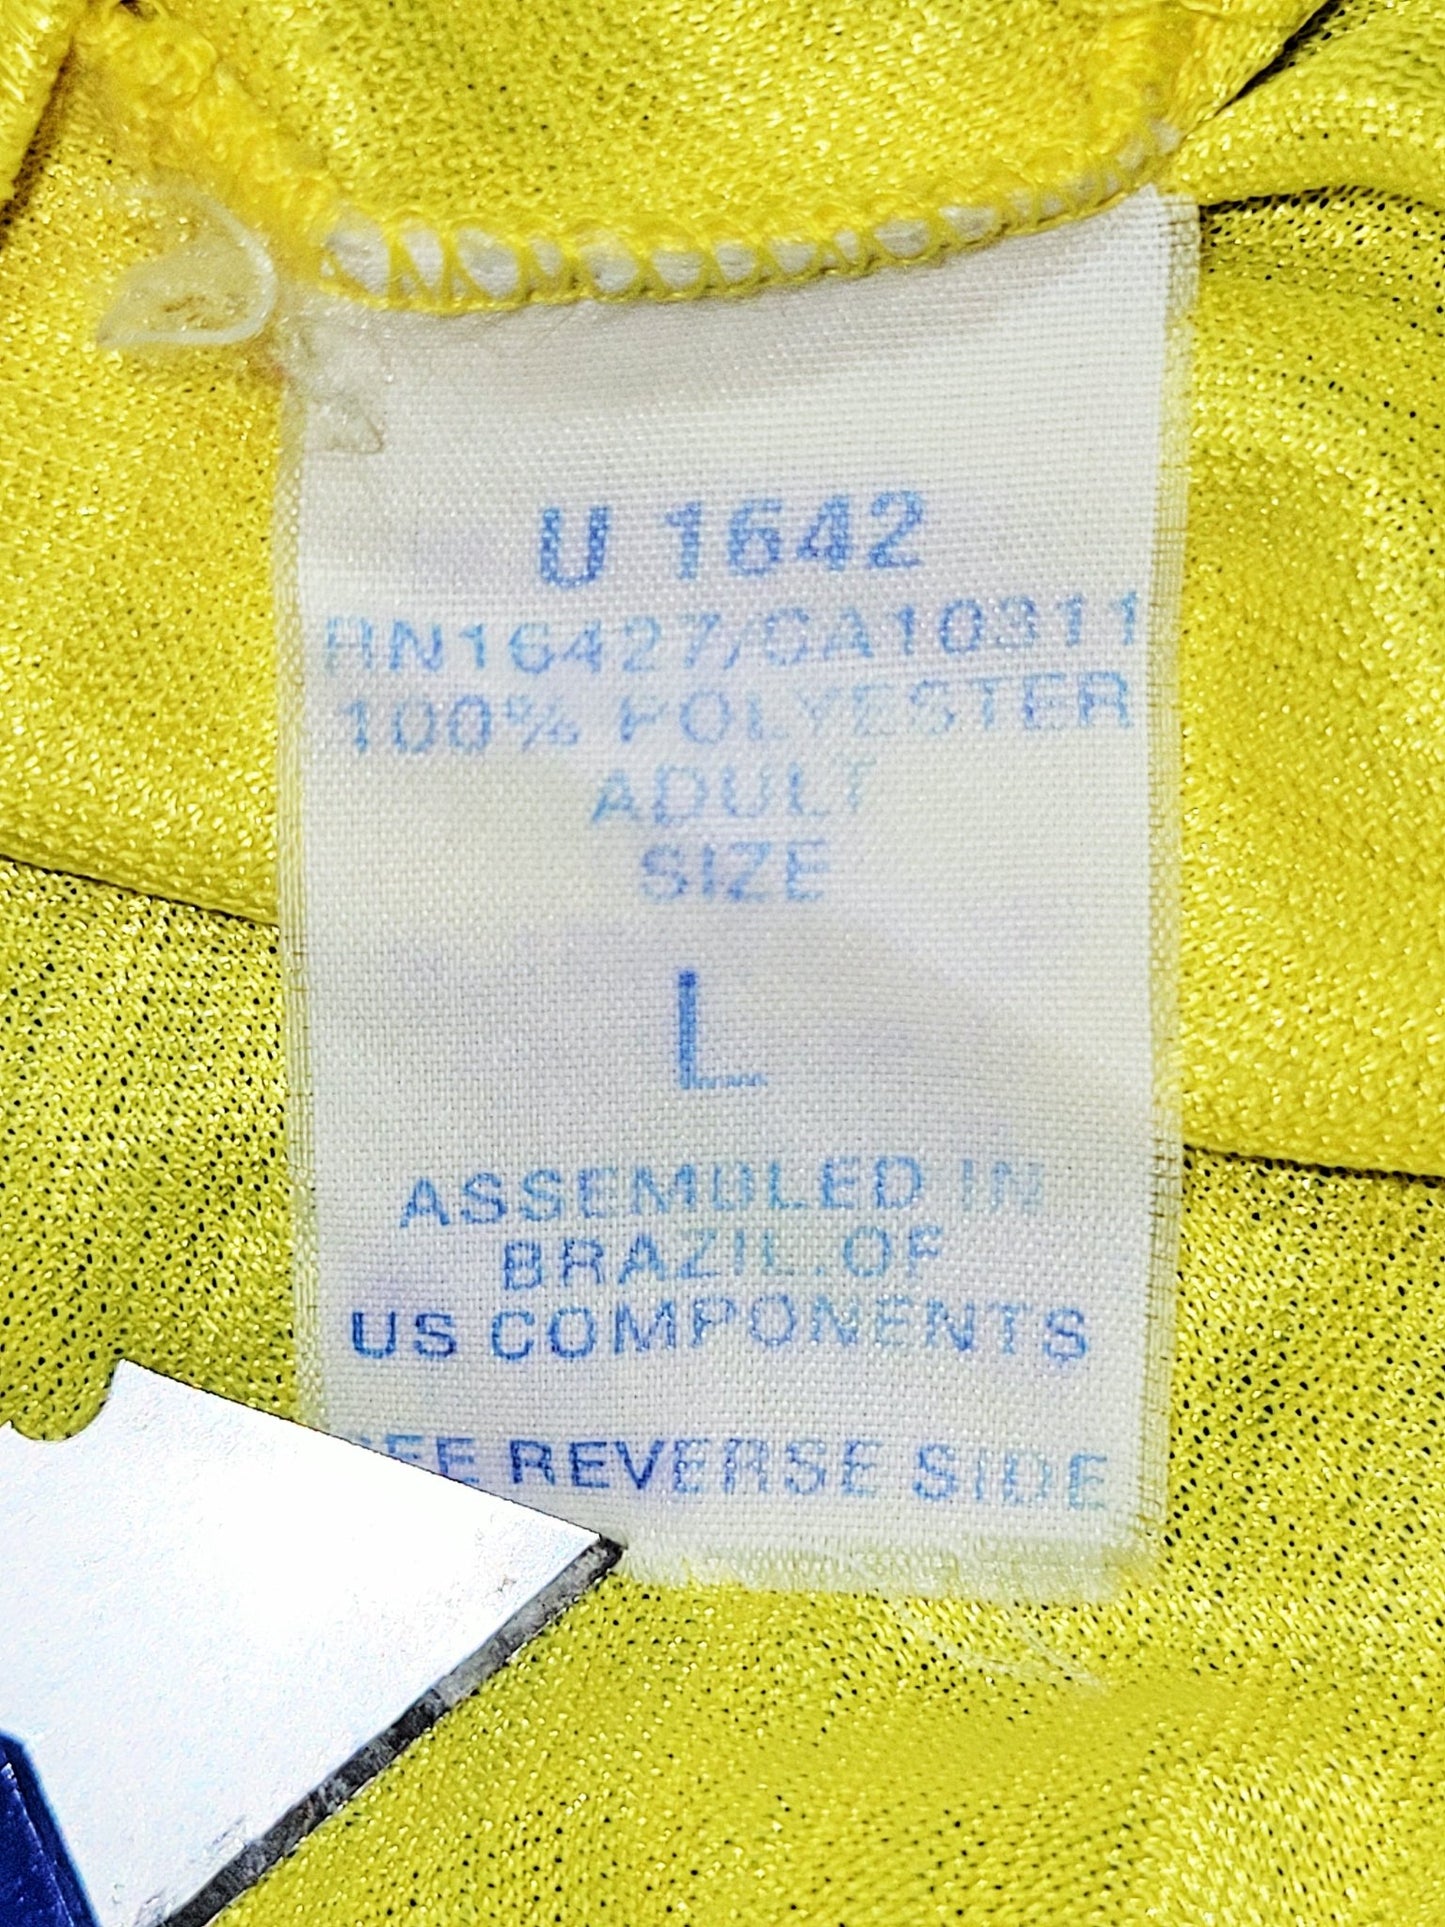 U 1642
RN16427/CA10311
100% POLYESTER
ADULT
SIZE
L
ASSEMBLED IN
BRAZIL.OF
US COMPONENTS
SEE REVERSE SIDE